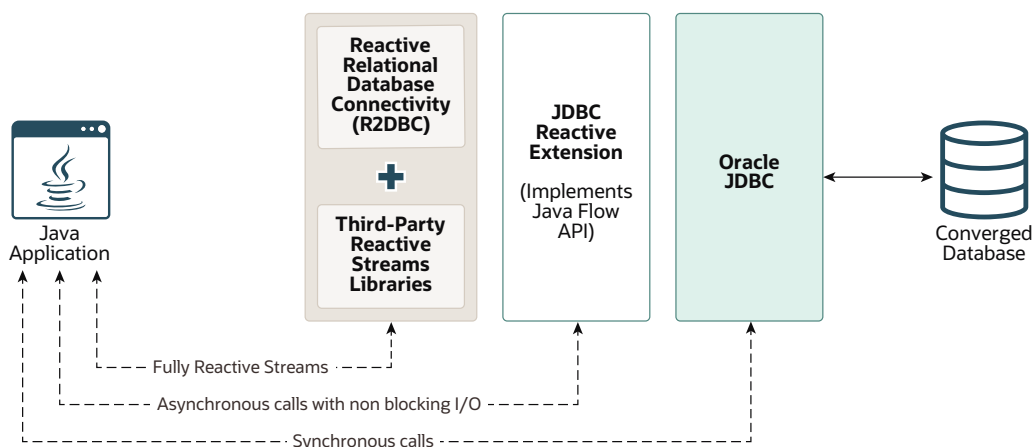 Reactive
Relational
Database
Connectivity
(R2DBC)
Third-Party
Reactive
Streams
Libraries
JDBC
Reactive
Extension
(Implements
Java Flow
API)
Oracle
JDBC
Java
Application
Converged
Database
Fully Reactive Streams
Asynchronous calls with non blocking I/O
Synchronous calls